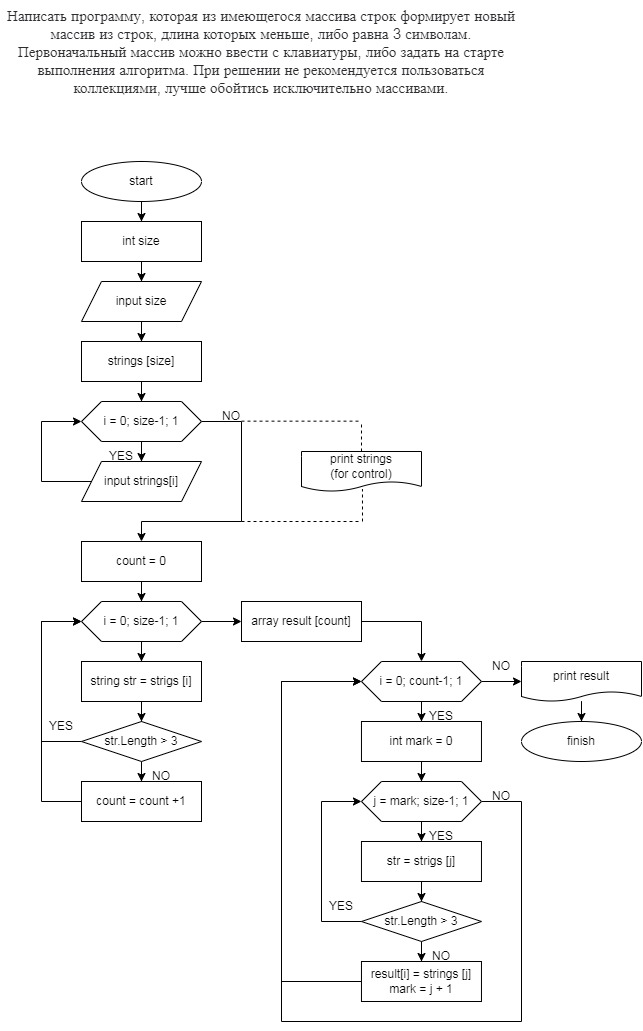 Написать программу, которая из имеющегося массива строк формирует новый
массив из строк, длина которых меньше, либо равна 3 символам.
Первоначальный массив можно ввести с клавиатуры, либо задать на старте
выполнения алгоритма. При решении не рекомендуется пользоваться
коллекциями, лучше обойтись исключительно массивами.
start
int size
input size
strings [size]
i = 0; size-1; 1
NO
YES
input strings[i]
print strings
(for control)
count = 0
i = 0; size-1; 1
array result [count]
string str = strigs [i]
YES
str.Length > 3
NO
count = count +1
i = 0; count-1; 1
NO
print result
finish
YES
int mark = 0
j = mark; size-1; 1
NO
YES
str = strigs [j]
YES
str.Length > 3
NO
result[i] = strings [j]
mark = j + 1